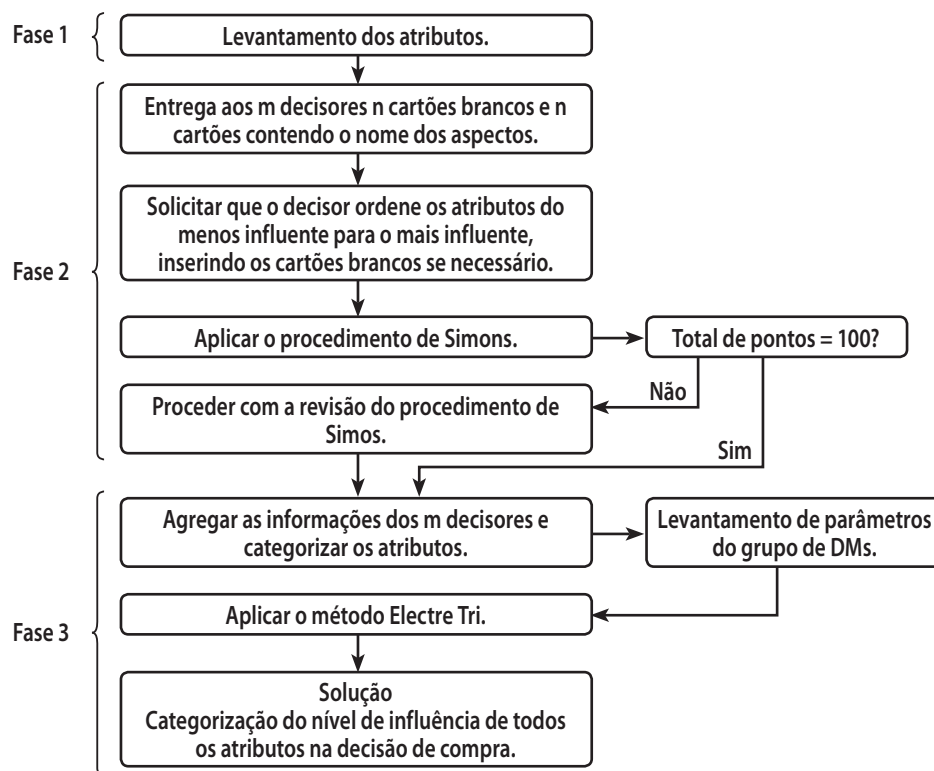 Fase 1
Levantamento dos atributos.
Fase 2
Entrega aos m decisores n cartões brancos e n
cartões contendo o nome dos aspectos.
Solicitar que o decisor ordene os atributos do
menos influente para o mais influente,
inserindo os cartões brancos se necessário.
Aplicar o procedimento de Simons.
Total de pontos = 100?
Não
Proceder com a revisão do procedimento de
Simos.
Sim
Fase 3
Agregar as informações dos m decisores e
categorizar os atributos.
Levantamento de parâmetros
do grupo de DMs.
Aplicar o método Electre Tri.
Solução
Categorização do nível de influência de todos
os atributos na decisão de compra.